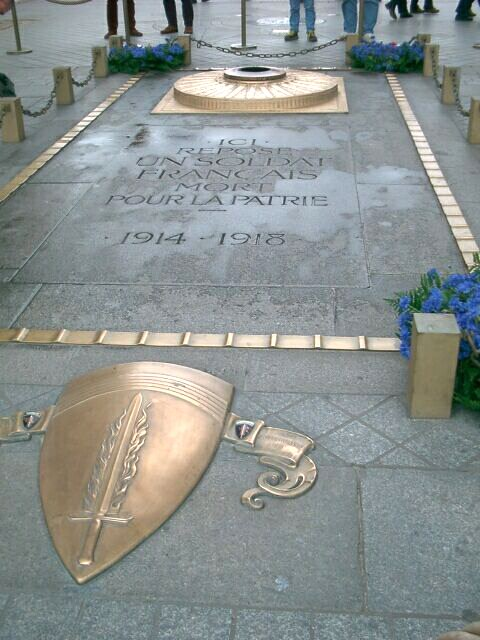 ICI
REPOSE
UN SOLDAT
FRANÇAIS
MORT
POUR LA PATRIE
1914 - 1918